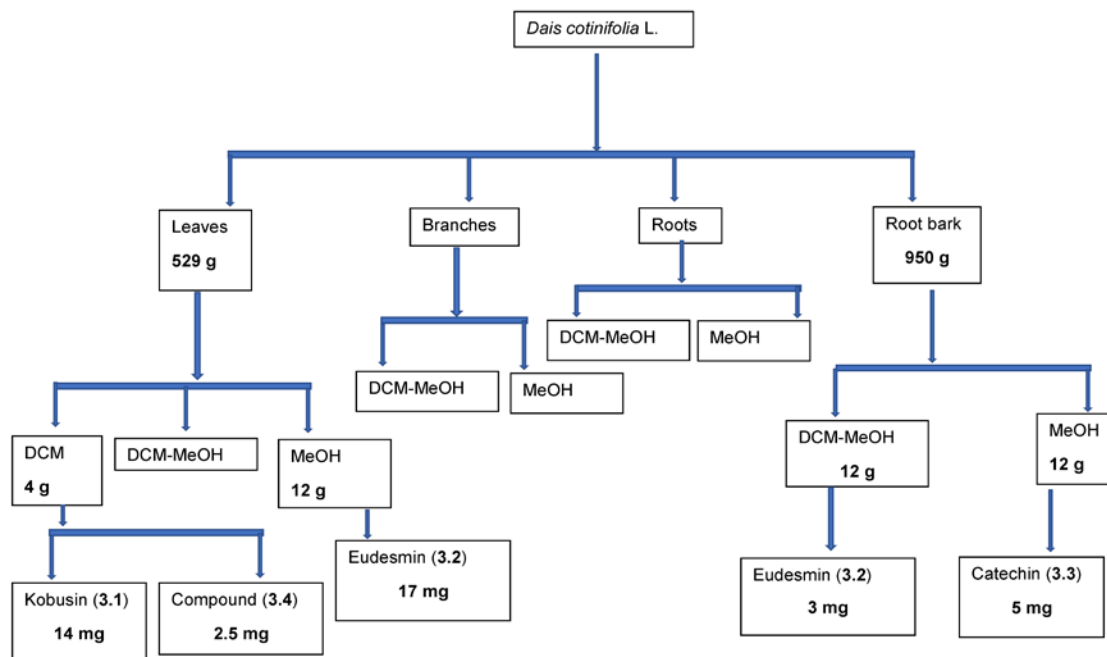 Dais cotinifolia L.
Leaves
529 g
Branches
Roots
Root bark
950 g
DCM-MeOH
MeOH
DCM-MeOH
MeOH
DCM
4 g
DCM-MeOH
MeOH
12 g
DCM-MeOH
12 g
MeOH
12 g
Kobusin (3.1)
14 mg
Compound (3.4)
2.5 mg
Eudesmin (3.2)
17 mg
Eudesmin (3.2)
3 mg
Catechin (3.3)
5 mg